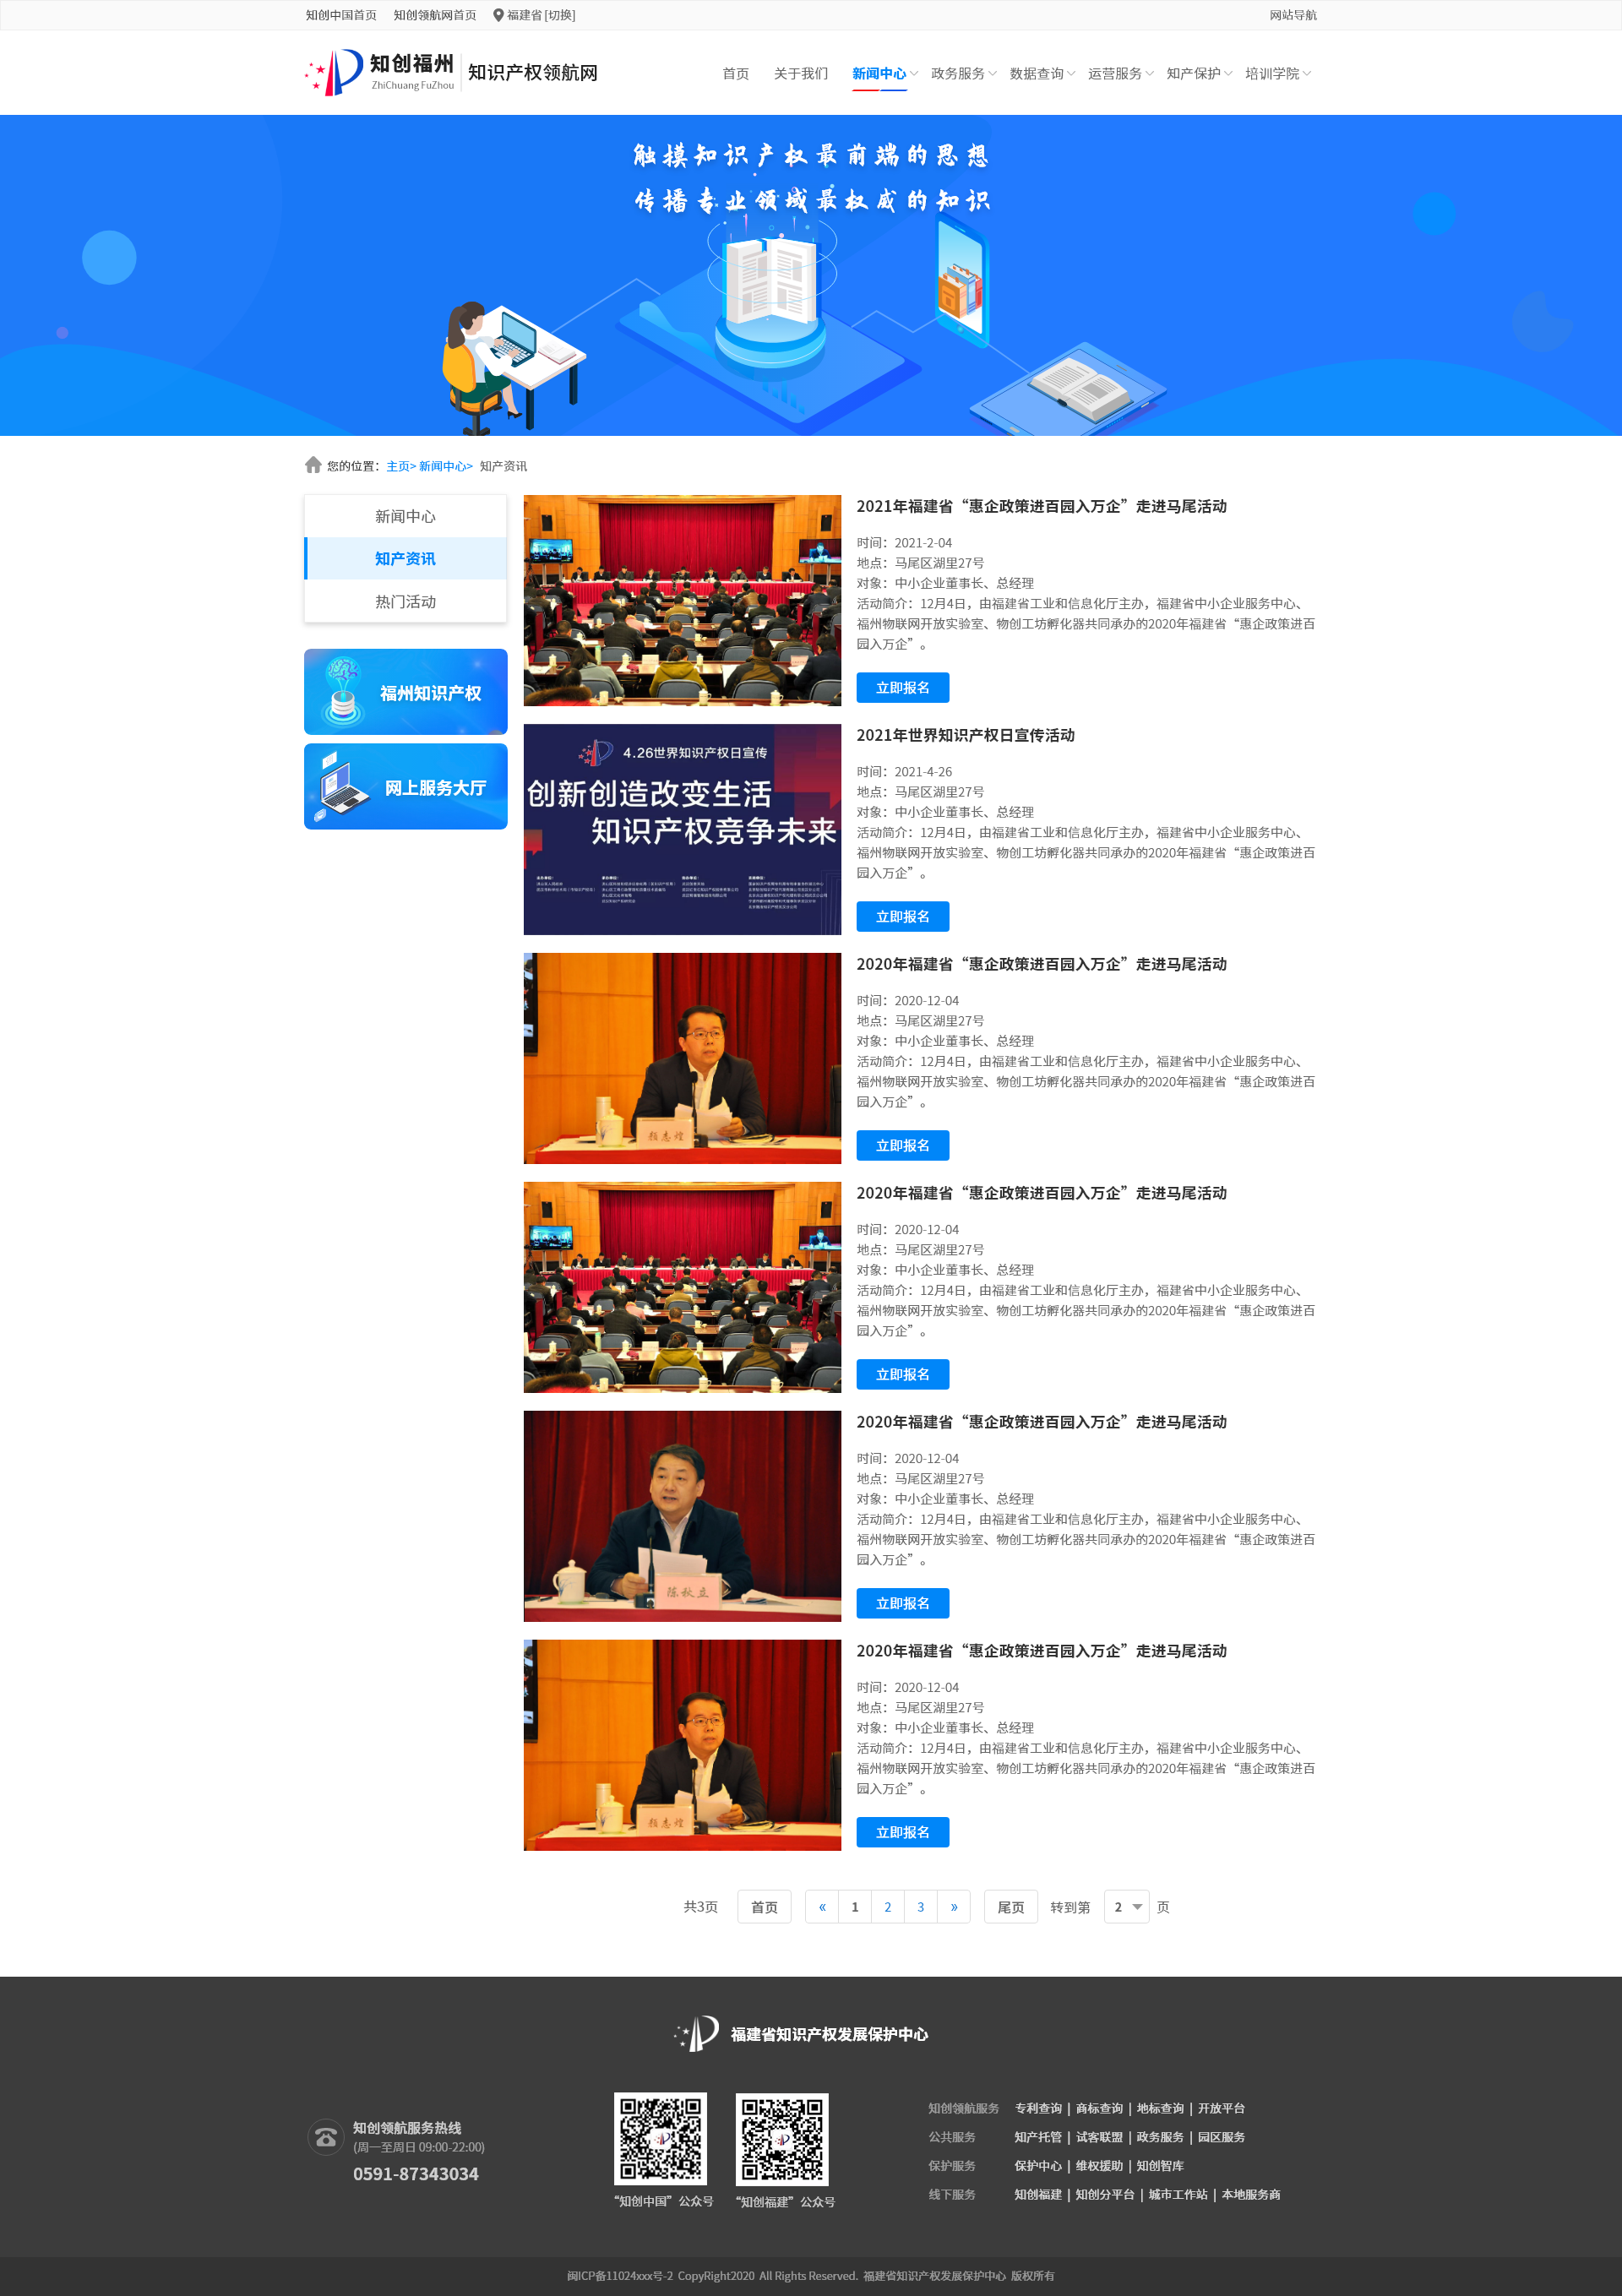 知创中国首页 知创领航网首页 福建省 [切换] 网站导航
知创福州
ZhiChuang FuZhou
知识产权领航网
首页 关于我们 新闻中心 政务服务 数据查询 运营服务 知产保护 培训学院
触摸知识产权最前端的思想
传播专业领域最权威的知识
您的位置：主页> 新闻中心> 知产资讯
新闻中心
知产资讯
热门活动
福州知识产权
网上服务大厅
2021年福建省“惠企政策进百园入万企”走进马尾活动
时间：2021-2-04
地点：马尾区湖里27号
对象：中小企业董事长、总经理
活动简介：12月4日，由福建省工业和信息化厅主办，福建省中小企业服务中心、
福州物联网开放实验室、物创工坊孵化器共同承办的2020年福建省“惠企政策进百
园入万企”。
立即报名
4.26世界知识产权日宣传
创新创造改变生活
知识产权竞争未来
2021年世界知识产权日宣传活动
时间：2021-4-26
地点：马尾区湖里27号
对象：中小企业董事长、总经理
活动简介：12月4日，由福建省工业和信息化厅主办，福建省中小企业服务中心、
福州物联网开放实验室、物创工坊孵化器共同承办的2020年福建省“惠企政策进百
园入万企”。
立即报名
颜志煌
2020年福建省“惠企政策进百园入万企”走进马尾活动
时间：2020-12-04
地点：马尾区湖里27号
对象：中小企业董事长、总经理
活动简介：12月4日，由福建省工业和信息化厅主办，福建省中小企业服务中心、
福州物联网开放实验室、物创工坊孵化器共同承办的2020年福建省“惠企政策进百
园入万企”。
立即报名
2020年福建省“惠企政策进百园入万企”走进马尾活动
时间：2020-12-04
地点：马尾区湖里27号
对象：中小企业董事长、总经理
活动简介：12月4日，由福建省工业和信息化厅主办，福建省中小企业服务中心、
福州物联网开放实验室、物创工坊孵化器共同承办的2020年福建省“惠企政策进百
园入万企”。
立即报名
陈秋立
2020年福建省“惠企政策进百园入万企”走进马尾活动
时间：2020-12-04
地点：马尾区湖里27号
对象：中小企业董事长、总经理
活动简介：12月4日，由福建省工业和信息化厅主办，福建省中小企业服务中心、
福州物联网开放实验室、物创工坊孵化器共同承办的2020年福建省“惠企政策进百
园入万企”。
立即报名
颜志煌
2020年福建省“惠企政策进百园入万企”走进马尾活动
时间：2020-12-04
地点：马尾区湖里27号
对象：中小企业董事长、总经理
活动简介：12月4日，由福建省工业和信息化厅主办，福建省中小企业服务中心、
福州物联网开放实验室、物创工坊孵化器共同承办的2020年福建省“惠企政策进百
园入万企”。
立即报名
共3页 首页 « 1 2 3 » 尾页 转到第 2 页
福建省知识产权发展保护中心
知创领航服务热线
(周一至周日 09:00-22:00)
0591-87343034
“知创中国”公众号 “知创福建”公众号
知创领航服务 专利查询 | 商标查询 | 地标查询 | 开放平台
公共服务 知产托管 | 试客联盟 | 政务服务 | 园区服务
保护服务 保护中心 | 维权援助 | 知创智库
线下服务 知创福建 | 知创分平台 | 城市工作站 | 本地服务商
闽ICP备11024xxx号-2 CopyRight2020 All Rights Reserved. 福建省知识产权发展保护中心 版权所有